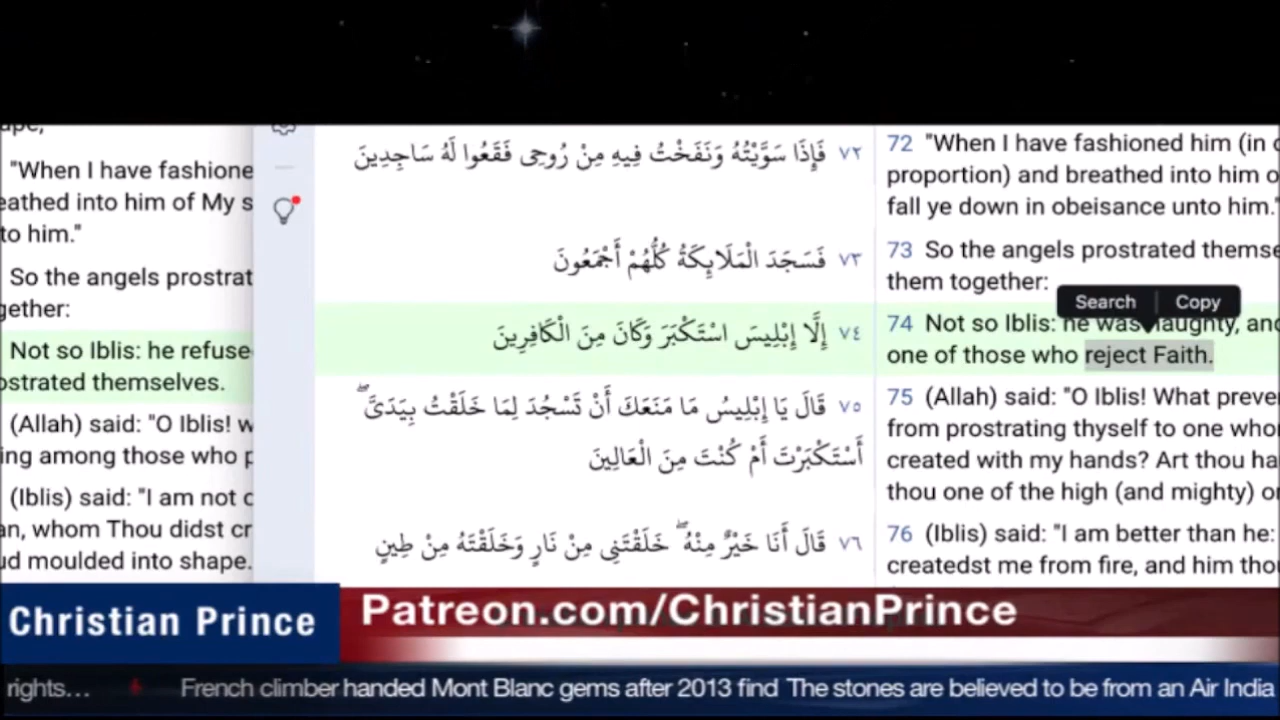 "When I have fashione
eathed into him of My s
to him."
So the angels prostrat
gether:
Not so Iblis: he refuse
ostrated themselves.
(Allah) said: "O Iblis! w
ing among those who p
(Iblis) said: "I am not
an, whom Thou didst cr
ud moulded into shape.
٧٢ فَإِذَا سَوَّيْتُهُ وَنَفَخْتُ فِيهِ مِنْ رُوحِى فَقَعُوا لَهُ سَاجِدِينَ
٧٣ فَسَجَدَ الْمَلَايِكَةُ كُلُّهُمْ أَجْمَعُونَ
٧٤ إِلَّا إِبْلِيسَ اسْتَكْبَرَ وَكَانَ مِنَ الْكَافِرِينَ
٧٥ قَالَ يَا إِبْلِيسُ مَا مَنَعَكَ أَنْ تَسْجُدَ لِمَا خَلَقْتُ بِيَدَىَّ ۖ
أَسْتَكْبَرْتَ أَمْ كُنْتَ مِنَ الْعَالِينَ
٧٦ قَالَ أَنَا خَيْرٌ مِنْهُ ۖ خَلَقْتَنِى مِنْ نَارٍ وَخَلَقْتَهُ مِنْ طِينٍ
72 "When I have fashioned him (in
proportion) and breathed into him o
fall ye down in obeisance unto him."
73 So the angels prostrated themse
them together:
Search Copy
74 Not so Iblis: he was haughty, and
one of those who reject Faith.
75 (Allah) said: "O Iblis! What preve
from prostrating thyself to one who
created with my hands? Art thou ha
thou one of the high (and mighty) o
76 (Iblis) said: "I am better than he:
createdst me from fire, and him tho
Christian Prince
Patreon.com/ChristianPrince
rights... French climber handed Mont Blanc gems after 2013 find The stones are believed to be from an Air India